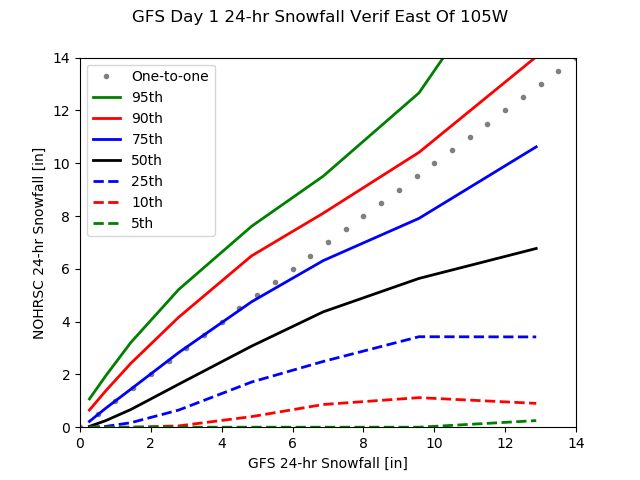 GFS Day 1 24-hr Snowfall Verif East Of 105W
NOHRSC 24-hr Snowfall [in]
14
12
10
8
6
4
2
0
One-to-one
95th
90th
75th
50th
25th
10th
5th
0 2 4 6 8 10 12 14
GFS 24-hr Snowfall [in]